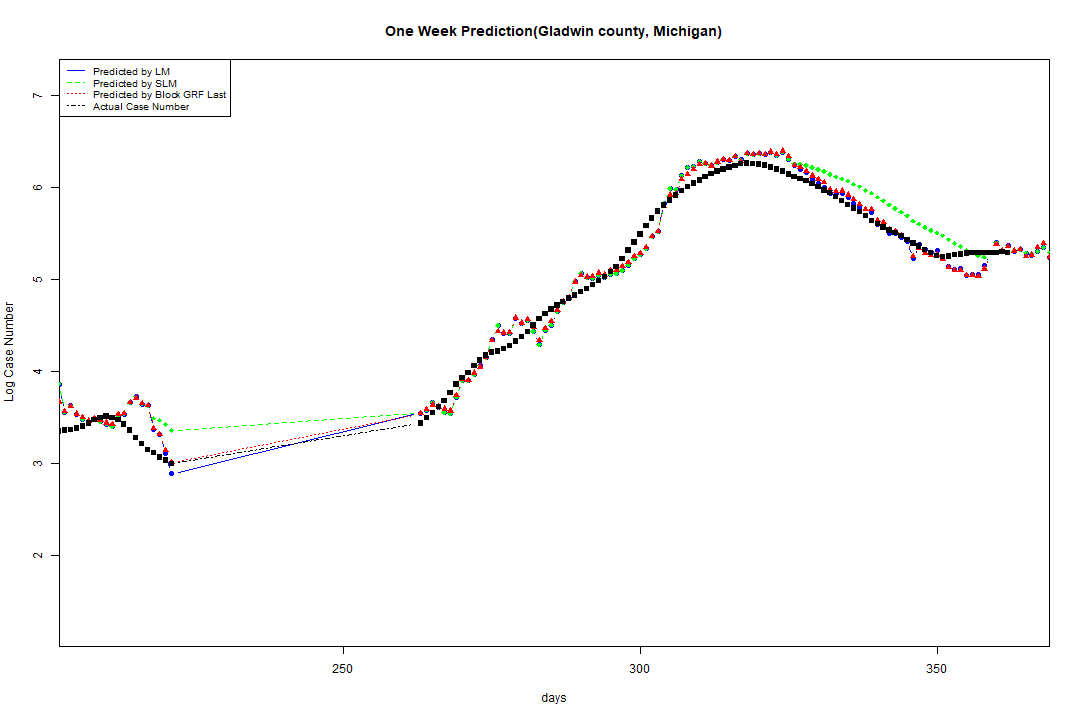 One Week Prediction(Gladwin county, Michigan)
Predicted by LM
Predicted by SLM
Predicted by Block GRF Last
Actual Case Number
7
6
5
4
3
2
Log Case Number
250
300
350
days